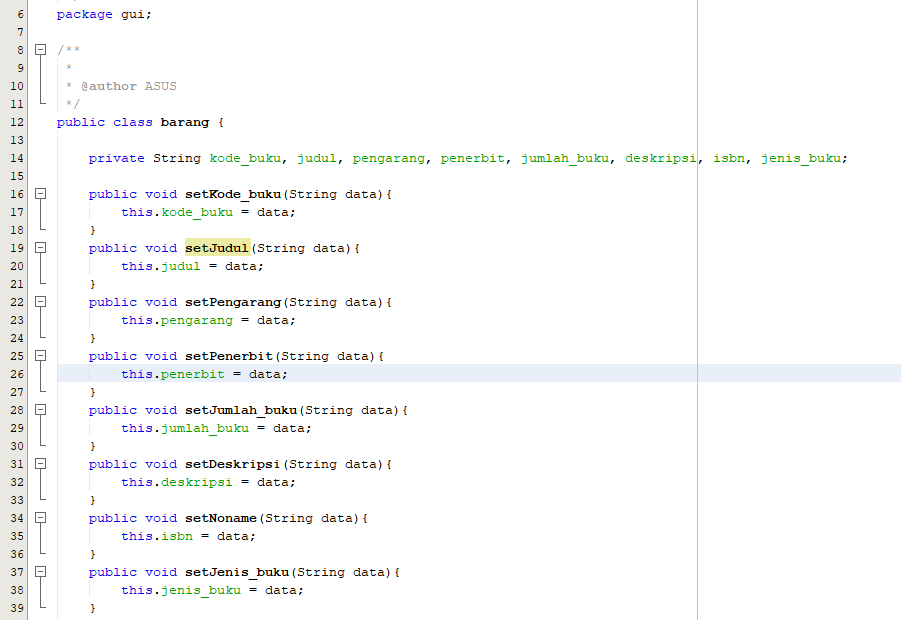 6 package gui;
7
8 /**
9 *
10 * @author ASUS
11 */
12 public class barang {
13
14 private String kode_buku, judul, pengarang, penerbit, jumlah_buku, deskripsi, isbn, jenis_buku;
15
16 public void setKode_buku(String data){
17 this.kode_buku = data;
18 }
19 public void setJudul(String data){
20 this.judul = data;
21 }
22 public void setPengarang(String data){
23 this.pengarang = data;
24 }
25 public void setPenerbit(String data){
26 this.penerbit = data;
27 }
28 public void setJumlah_buku(String data){
29 this.jumlah_buku = data;
30 }
31 public void setDeskripsi(String data){
32 this.deskripsi = data;
33 }
34 public void setNoname(String data){
35 this.isbn = data;
36 }
37 public void setJenis_buku(String data){
38 this.jenis_buku = data;
39 }